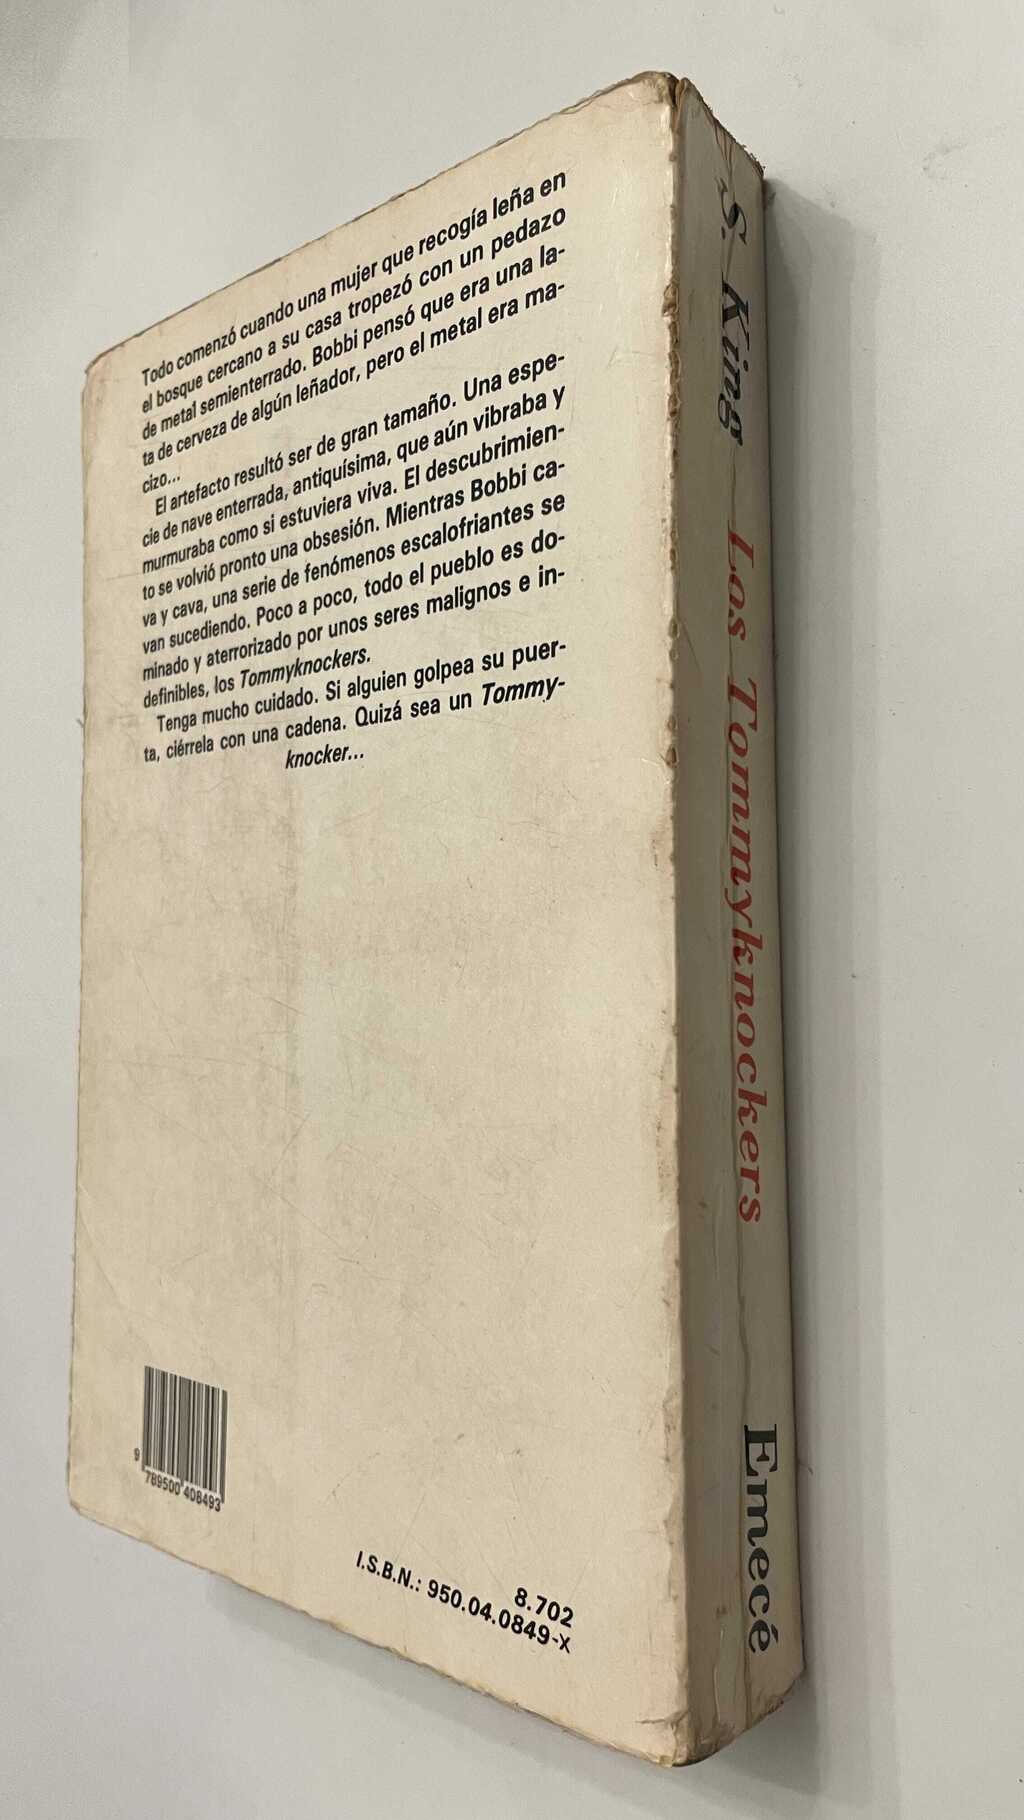 Todo comenzó cuando una mujer que recogía leña en
el bosque cercano a su casa tropezó con un pedazo
de metal semienterrado. Bobbi pensó que era una la-
ta de cerveza de algún leñador, pero el metal era ma-
cizo...
El artefacto resultó ser de gran tamaño. Una espe-
cie de nave enterrada, antiquísima, que aún vibraba y
murmuraba como si estuviera viva. El descubrimien-
to se volvió pronto una obsesión. Mientras Bobbi ca-
va y cava, una serie de fenómenos escalofriantes se
van sucediendo. Poco a poco, todo el pueblo es do-
minado y aterrorizado por unos seres malignos e in-
definibles, los Tommyknockers.
Tenga mucho cuidado. Si alguien golpea su puer-
ta, ciérrela con una cadena. Quizá sea un Tommy-
knocker...
9 789500 408493
8.702
I.S.B.N.: 950.04.0849-X
S. King Los Tommyknockers Emecé